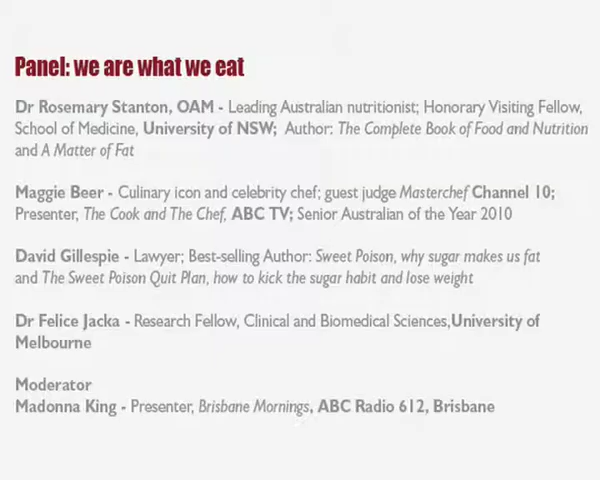 Panel: we are what we eat
Dr Rosemary Stanton, OAM - Leading Australian nutritionist; Honorary Visiting Fellow,
School of Medicine, University of NSW; Author: The Complete Book of Food and Nutrition
and A Matter of Fat
Maggie Beer - Culinary icon and celebrity chef; guest judge Masterchef Channel 10;
Presenter, The Cook and The Chef, ABC TV; Senior Australian of the Year 2010
David Gillespie - Lawyer; Best-selling Author: Sweet Poison, why sugar makes us fat
and The Sweet Poison Quit Plan, how to kick the sugar habit and lose weight
Dr Felice Jacka - Research Fellow, Clinical and Biomedical Sciences,University of
Melbourne
Moderator
Madonna King - Presenter, Brisbane Mornings, ABC Radio 612, Brisbane